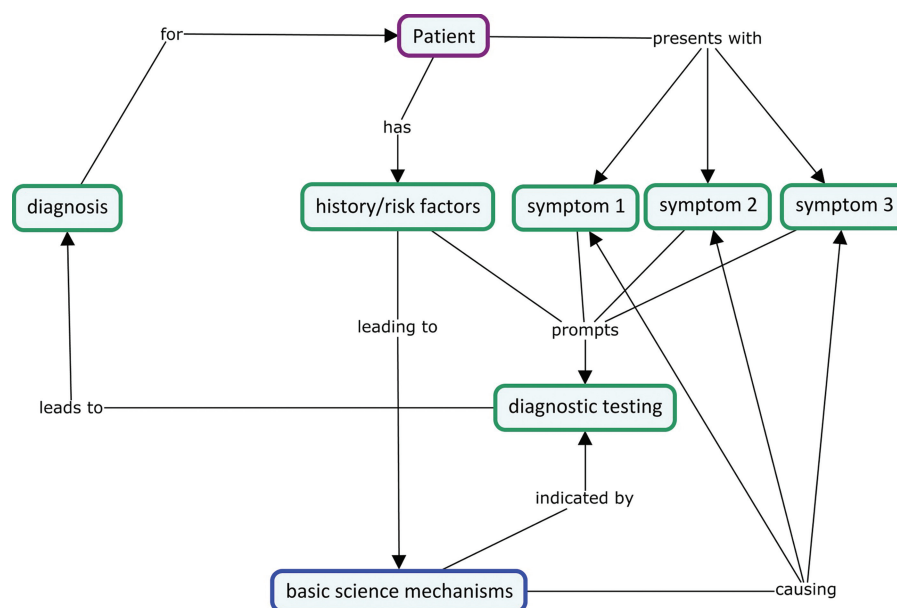 for
Patient
presents with
has
diagnosis
history/risk factors
symptom 1
symptom 2
symptom 3
leading to
prompts
leads to
diagnostic testing
indicated by
basic science mechanisms
causing